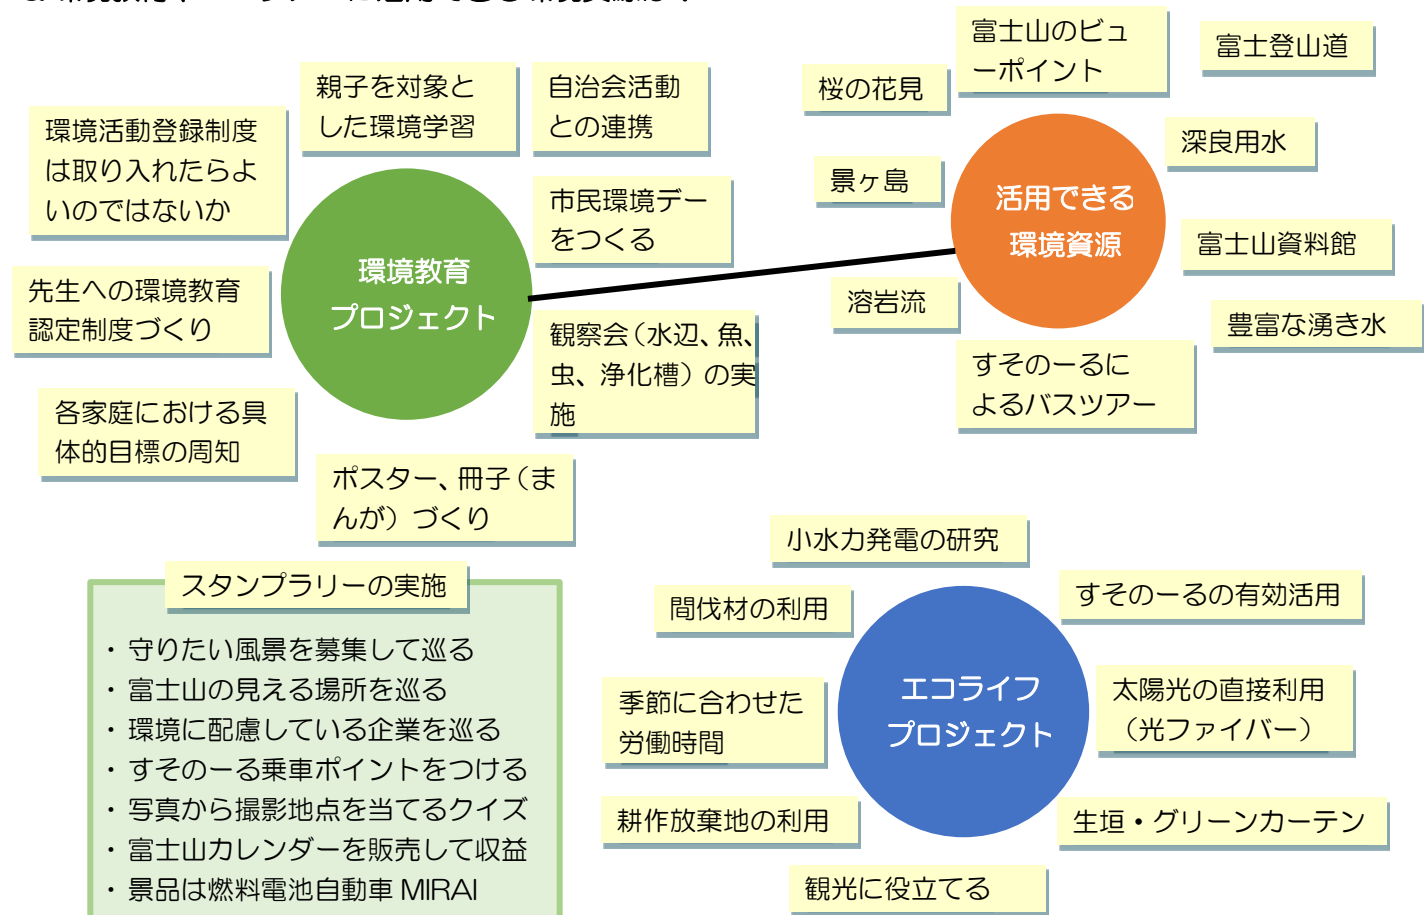 環境活動登録制度
は取り入れたらよ
いのではないか
親子を対象と
した環境学習
自治会活動
との連携
市民環境デー
をつくる
環境教育
プロジェクト
先生への環境教育
認定制度づくり
観察会（水辺、魚、
虫、浄化槽）の実
施
各家庭における具
体的目標の周知
ポスター、冊子（ま
んが）づくり
富士山のビュ
ーポイント
富士登山道
桜の花見
深良用水
景ヶ島
活用できる
環境資源
富士山資料館
溶岩流
豊富な湧き水
すそのーるに
よるバスツアー
スタンプラリーの実施
・守りたい風景を募集して巡る
・富士山の見える場所を巡る
・環境に配慮している企業を巡る
・すそのーる乗車ポイントをつける
・写真から撮影地点を当てるクイズ
・富士山カレンダーを販売して収益
・景品は燃料電池自動車 MIRAI
小水力発電の研究
間伐材の利用
すそのーるの有効活用
季節に合わせた
労働時間
エコライフ
プロジェクト
太陽光の直接利用
（光ファイバー）
耕作放棄地の利用
生垣・グリーンカーテン
観光に役立てる